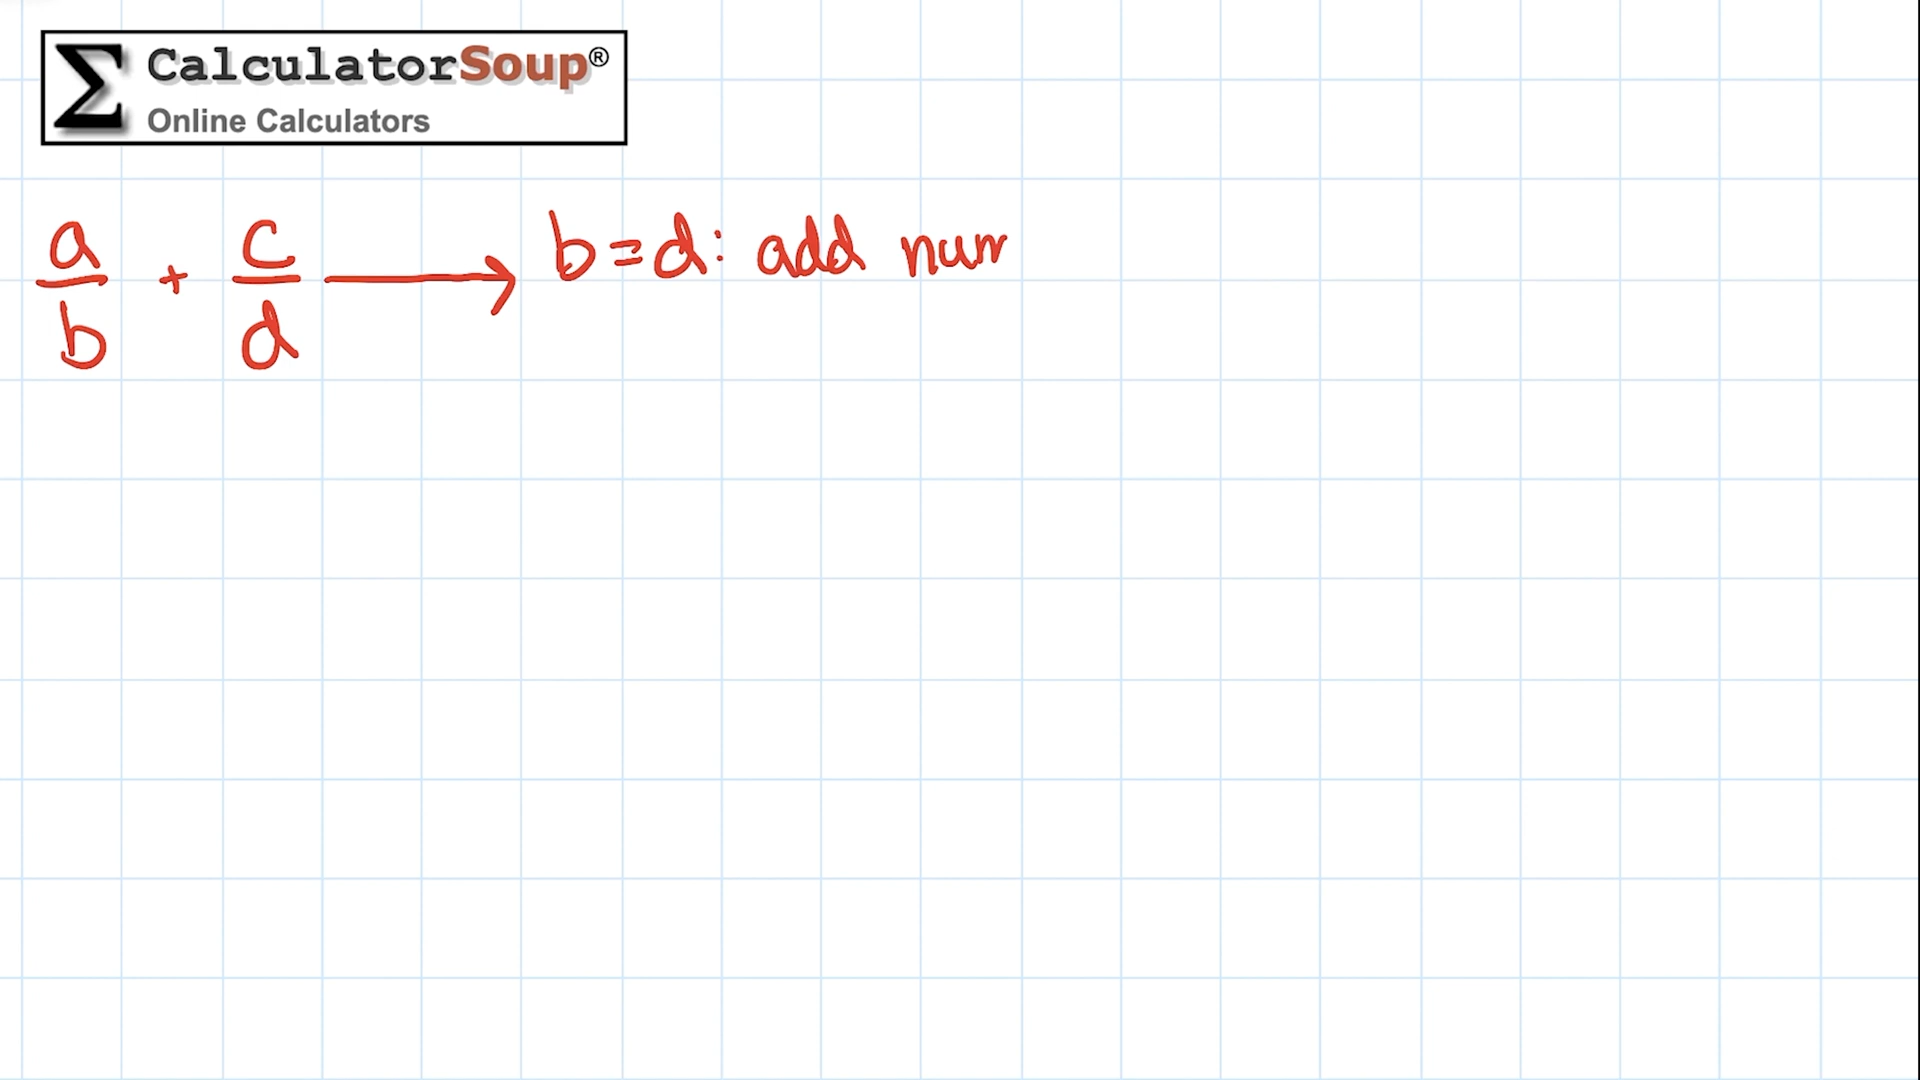 CalculatorSoup®
Online Calculators
a/b + c/d → b=d: add num